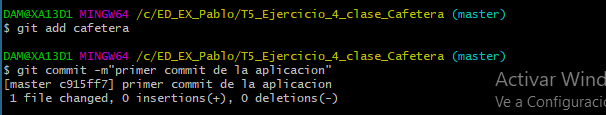 DAM@XA13D1 MINGW64 /c/ED_EX_Pablo/T5_Ejercicio_4_clase_Cafetera (master)
$ git add cafetera
DAM@XA13D1 MINGW64 /c/ED_EX_Pablo/T5_Ejercicio_4_clase_Cafetera (master)
$ git commit -m"primer commit de la aplicacion"
[master c915ff7] primer commit de la aplicacion
 1 file changed, 0 insertions(+), 0 deletions(-)
Activar Wind
Ve a Configuració